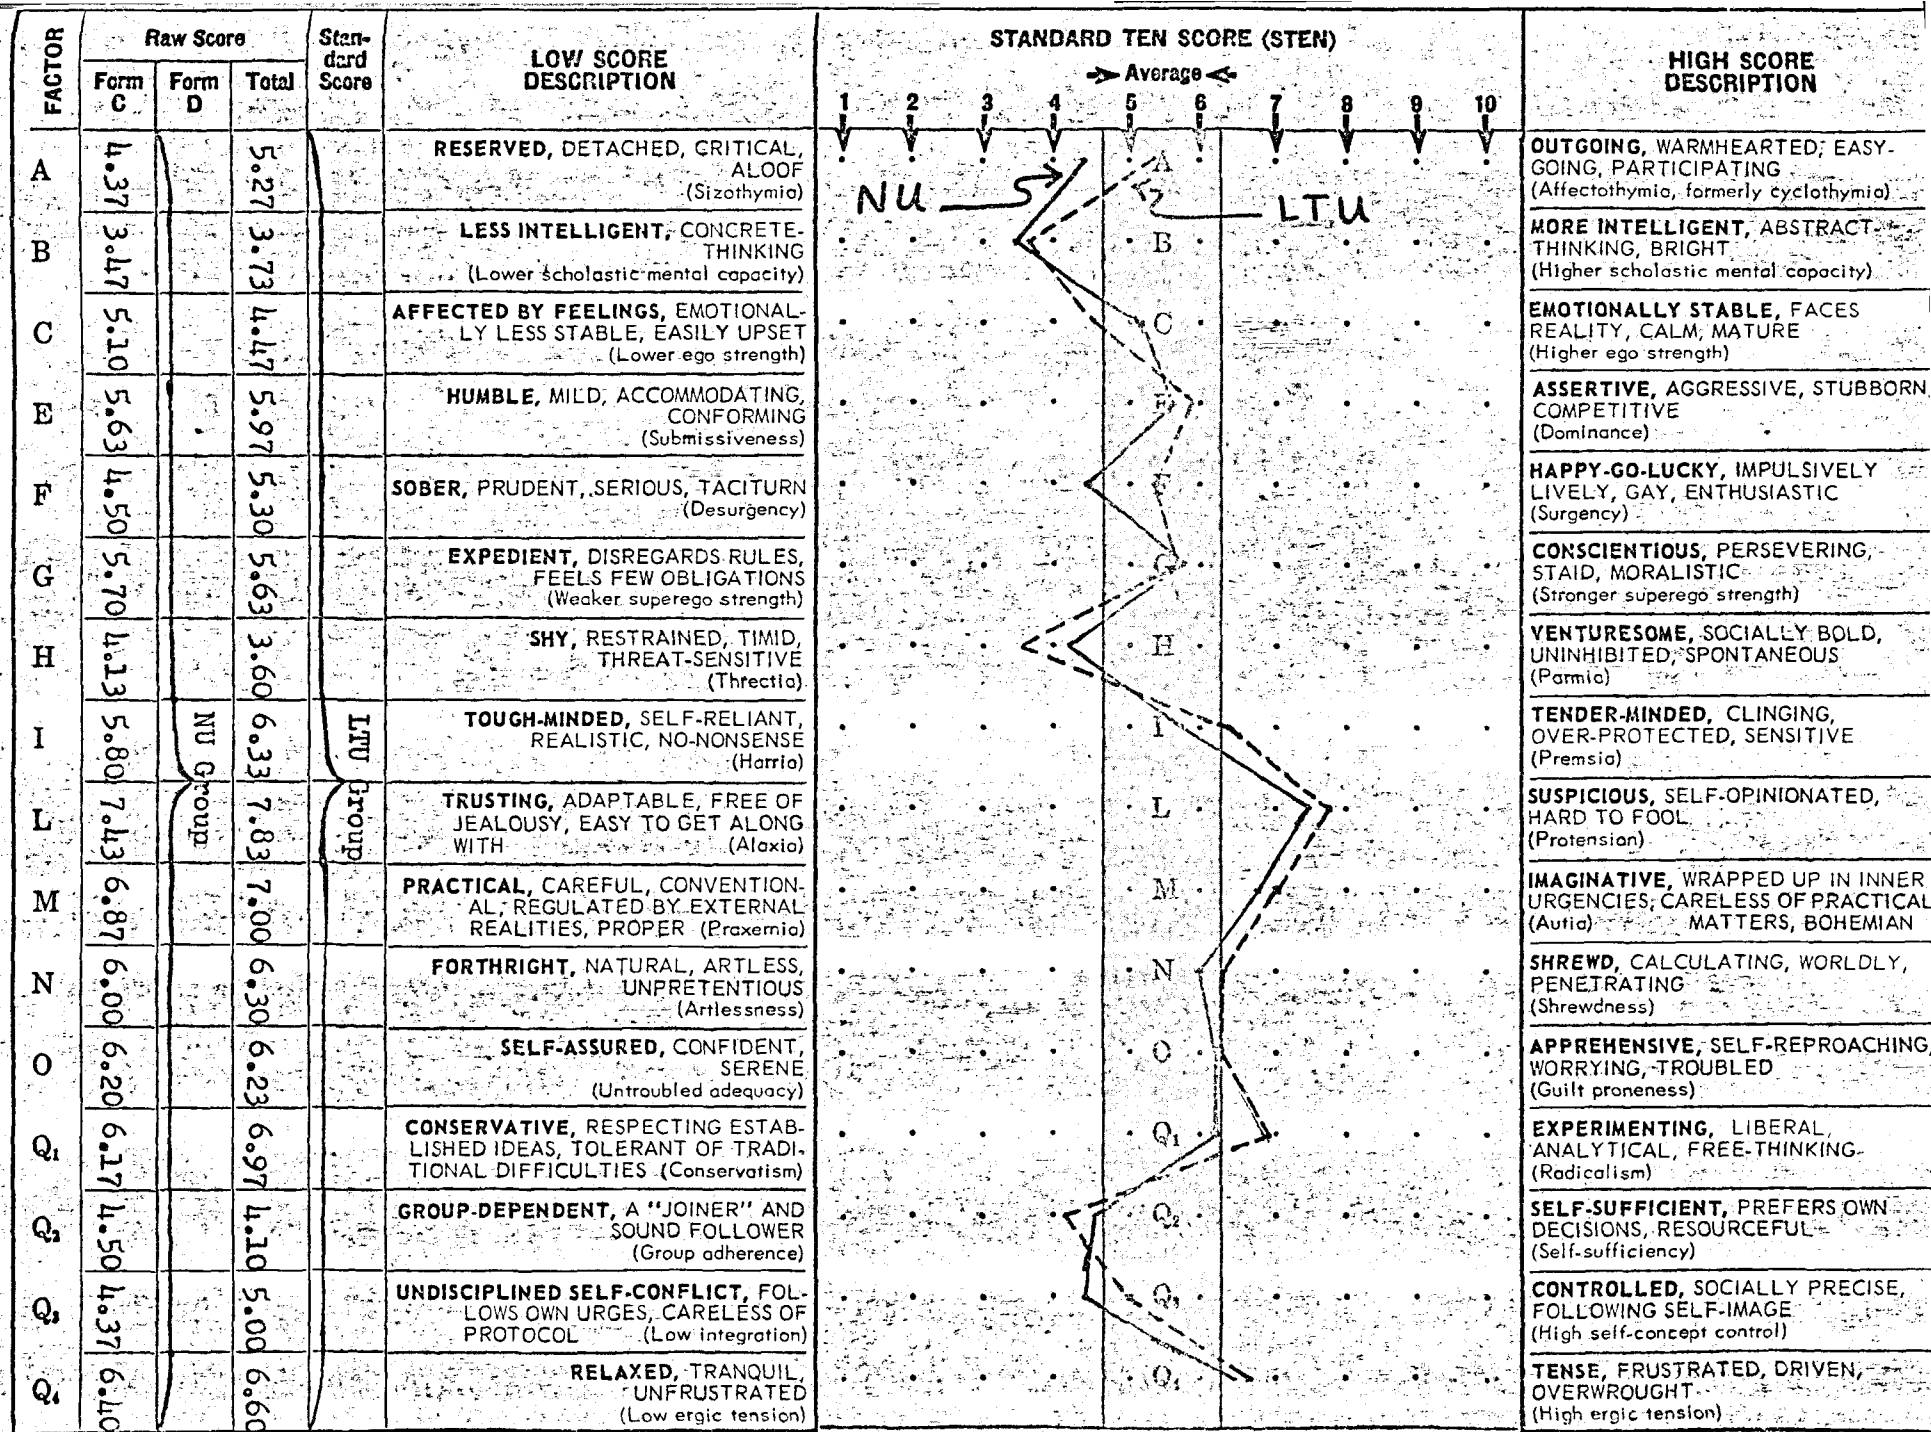 FACTOR
Raw Score
Form C
Form D
Total
Stan-
dard
Score
LOW SCORE
DESCRIPTION
STANDARD TEN SCORE (STEN)
Average
1 2 3 4 5 6 7 8 9 10
HIGH SCORE
DESCRIPTION
NU
LTU
NU Group
LTU Group
A
4.37
5.27
RESERVED, DETACHED, CRITICAL,
ALOOF
(Sizothymia)
A
OUTGOING, WARMHEARTED, EASY-
GOING, PARTICIPATING
(Affectothymia, formerly cyclothymia)
B
3.47
3.73
LESS INTELLIGENT, CONCRETE-
THINKING
(Lower scholastic mental capacity)
B
MORE INTELLIGENT, ABSTRACT-
THINKING, BRIGHT
(Higher scholastic mental capacity)
C
5.10
4.47
AFFECTED BY FEELINGS, EMOTIONAL-
LY LESS STABLE, EASILY UPSET
(Lower ego strength)
C
EMOTIONALLY STABLE, FACES
REALITY, CALM, MATURE
(Higher ego strength)
E
5.63
5.97
HUMBLE, MILD, ACCOMMODATING,
CONFORMING
(Submissiveness)
E
ASSERTIVE, AGGRESSIVE, STUBBORN
COMPETITIVE
(Dominance)
F
4.50
5.30
SOBER, PRUDENT, SERIOUS, TACITURN
(Desurgency)
F
HAPPY-GO-LUCKY, IMPULSIVELY
LIVELY, GAY, ENTHUSIASTIC
(Surgency)
G
5.70
5.63
EXPEDIENT, DISREGARDS RULES,
FEELS FEW OBLIGATIONS
(Weaker superego strength)
G
CONSCIENTIOUS, PERSEVERING,
STAID, MORALISTIC
(Stronger superego strength)
H
4.13
3.60
SHY, RESTRAINED, TIMID,
THREAT-SENSITIVE
(Threctia)
H
VENTURESOME, SOCIALLY BOLD,
UNINHIBITED, SPONTANEOUS
(Parmia)
I
5.80
6.33
TOUGH-MINDED, SELF-RELIANT,
REALISTIC, NO-NONSENSE
(Harria)
I
TENDER-MINDED, CLINGING,
OVER-PROTECTED, SENSITIVE
(Premsia)
L
7.43
7.83
TRUSTING, ADAPTABLE, FREE OF
JEALOUSY, EASY TO GET ALONG
WITH (Alaxia)
L
SUSPICIOUS, SELF-OPINIONATED,
HARD TO FOOL
(Protension)
M
6.87
7.00
PRACTICAL, CAREFUL, CONVENTION-
AL, REGULATED BY EXTERNAL
REALITIES, PROPER (Praxernia)
M
IMAGINATIVE, WRAPPED UP IN INNER
URGENCIES, CARELESS OF PRACTICAL
(Autia) MATTERS, BOHEMIAN
N
6.00
6.30
FORTHRIGHT, NATURAL, ARTLESS,
UNPRETENTIOUS
(Artlessness)
N
SHREWD, CALCULATING, WORLDLY,
PENETRATING
(Shrewdness)
O
6.20
6.23
SELF-ASSURED, CONFIDENT,
SERENE
(Untroubled adequacy)
O
APPREHENSIVE, SELF-REPROACHING,
WORRYING, TROUBLED
(Guilt proneness)
Q₁
6.17
6.97
CONSERVATIVE, RESPECTING ESTAB-
LISHED IDEAS, TOLERANT OF TRADI-
TIONAL DIFFICULTIES (Conservatism)
Q₁
EXPERIMENTING, LIBERAL,
ANALYTICAL, FREE-THINKING
(Radicalism)
Q₂
4.50
4.10
GROUP-DEPENDENT, A "JOINER" AND
SOUND FOLLOWER
(Group adherence)
Q₂
SELF-SUFFICIENT, PREFERS OWN
DECISIONS, RESOURCEFUL
(Self-sufficiency)
Q₃
4.37
5.00
UNDISCIPLINED SELF-CONFLICT, FOL-
LOWS OWN URGES, CARELESS OF
PROTOCOL (Low integration)
Q₃
CONTROLLED, SOCIALLY PRECISE,
FOLLOWING SELF-IMAGE
(High self-concept control)
Q₄
6.40
6.60
RELAXED, TRANQUIL,
UNFRUSTRATED
(Low ergic tension)
Q₄
TENSE, FRUSTRATED, DRIVEN,
OVERWROUGHT
(High ergic tension)